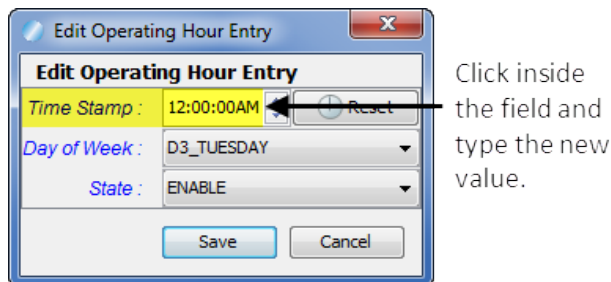 Edit Operating Hour Entry
Edit Operating Hour Entry
Time Stamp : 12:00:00AM Reset
Day of Week : D3_TUESDAY
State : ENABLE
Save Cancel
Click inside
the field and
type the new
value.